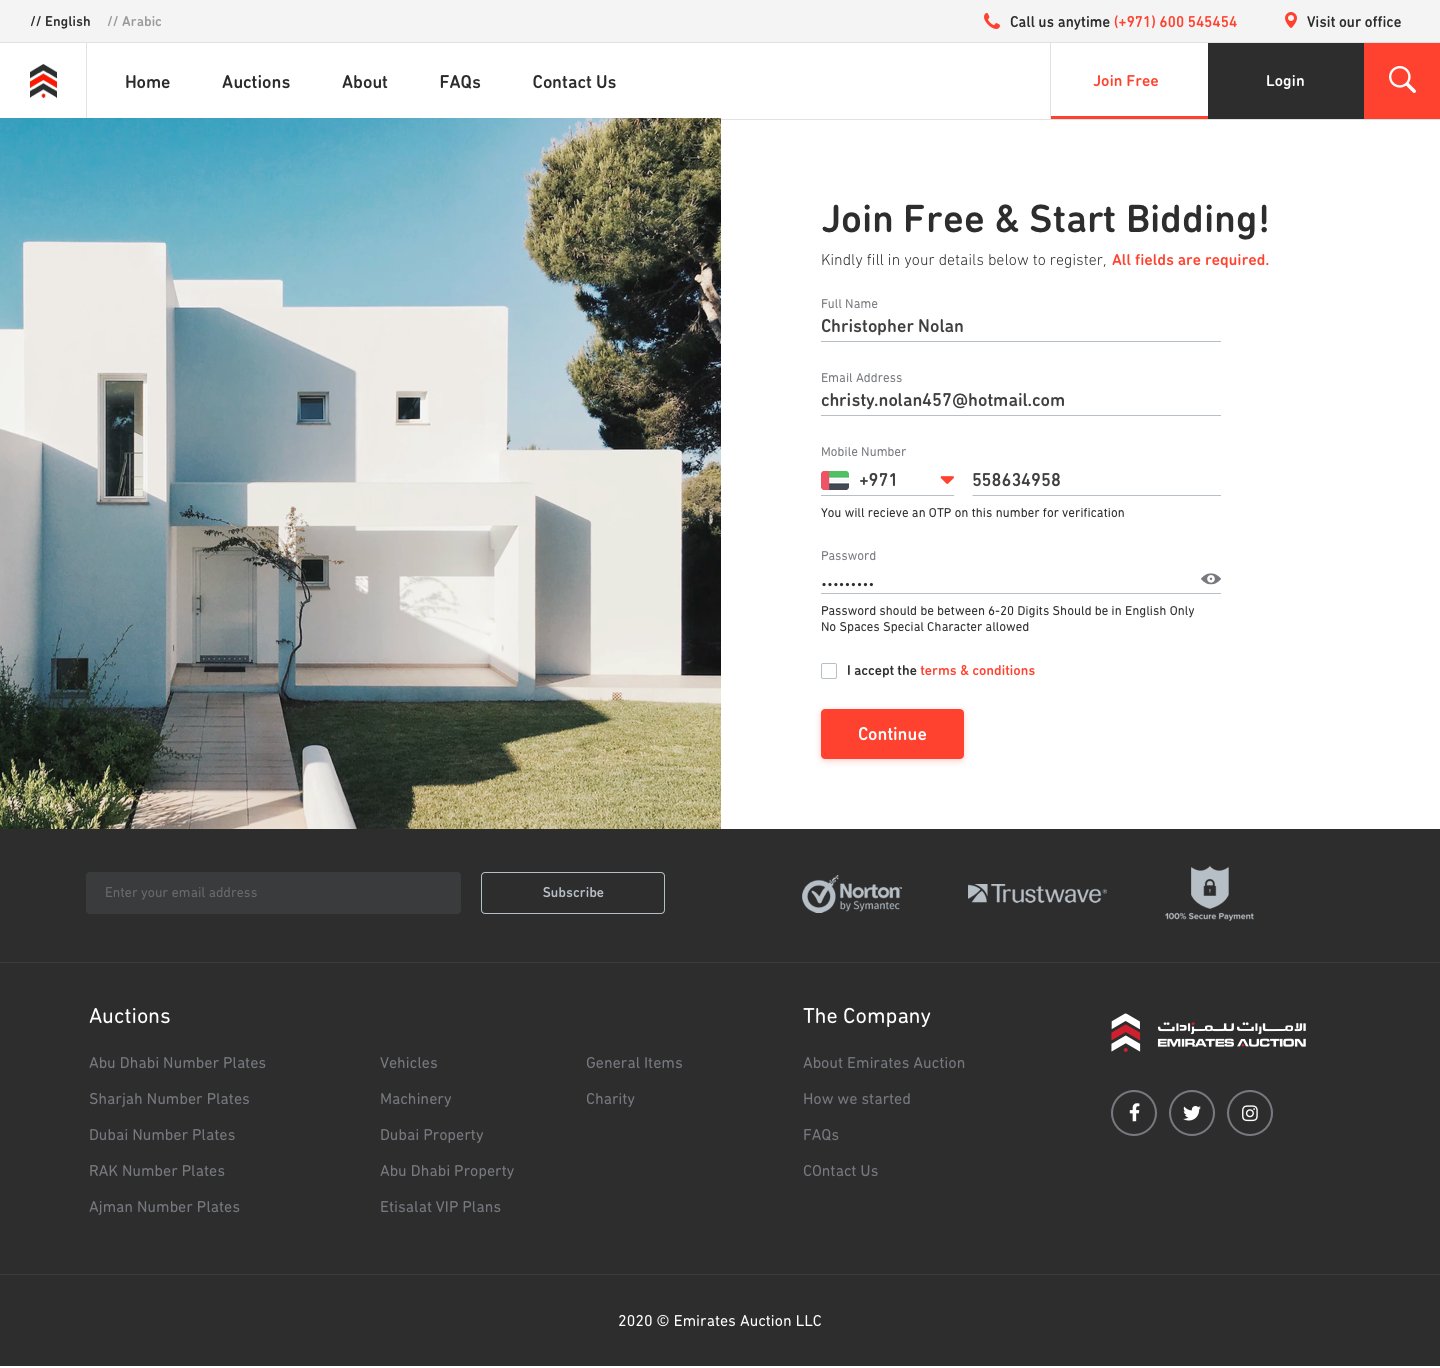 // English // Arabic
Call us anytime (+971) 600 545454
Visit our office
Home Auctions About FAQs Contact Us
Join Free
Login
Join Free & Start Bidding!
Kindly fill in your details below to register, All fields are required.
Full Name
Christopher Nolan
Email Address
christy.nolan457@hotmail.com
Mobile Number
+971 558634958
You will recieve an OTP on this number for verification
Password
•••••••••
Password should be between 6-20 Digits Should be in English Only
No Spaces Special Character allowed
I accept the terms & conditions
Continue
Enter your email address
Subscribe
Norton
by Symantec
Trustwave®
100% Secure Payment
Auctions
Abu Dhabi Number Plates
Sharjah Number Plates
Dubai Number Plates
RAK Number Plates
Ajman Number Plates
Vehicles
Machinery
Dubai Property
Abu Dhabi Property
Etisalat VIP Plans
General Items
Charity
The Company
About Emirates Auction
How we started
FAQs
COntact Us
الامارات للمزادات
EMIRATES AUCTION
2020 © Emirates Auction LLC